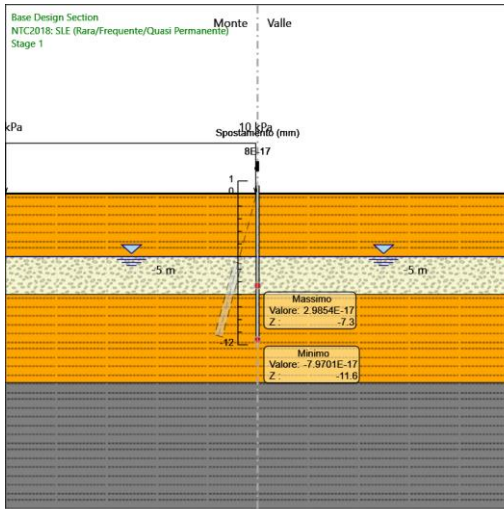 Base Design Section
NTC2018: SLE (Rara/Frequente/Quasi Permanente)
Stage 1
Monte Valle
kPa
10 kPa
Spostamento (mm)
8E-17
1
0
-5 m
-5 m
Massimo
Valore: 2.9854E-17
Z : -7.3
-12
Minimo
Valore: -7.9701E-17
Z : -11.6